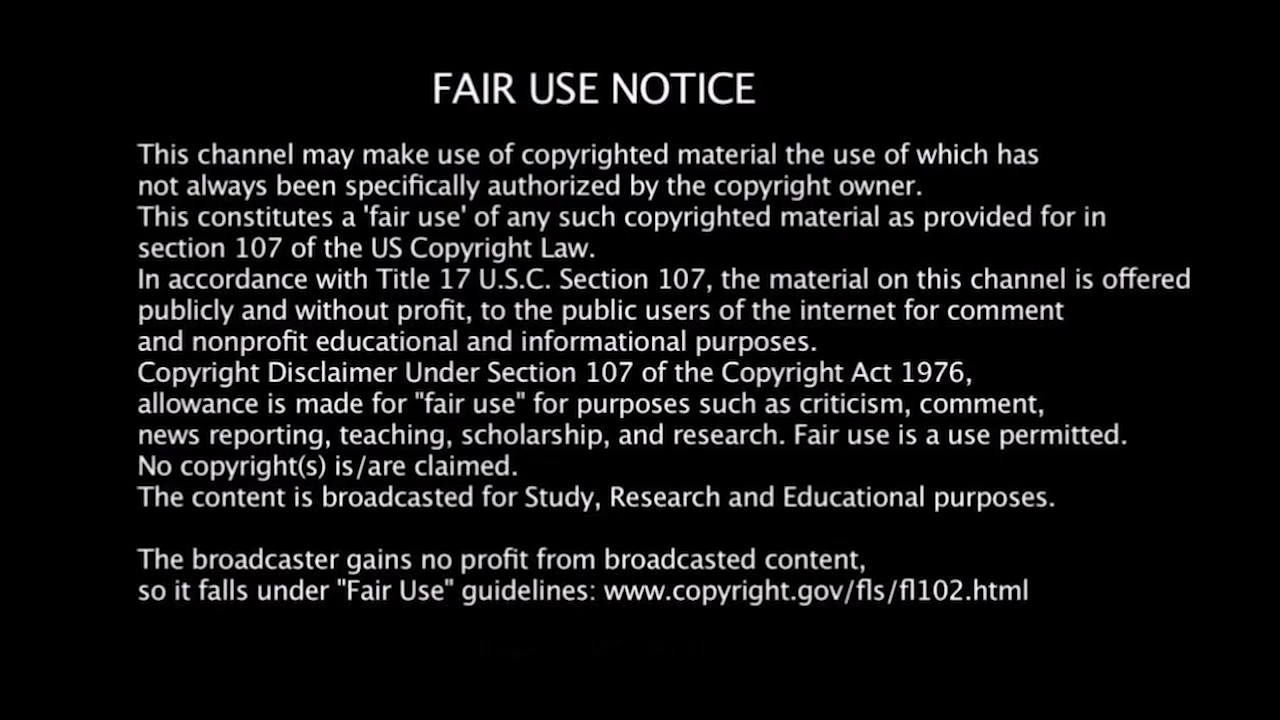 FAIR USE NOTICE
This channel may make use of copyrighted material the use of which has
not always been specifically authorized by the copyright owner.
This constitutes a 'fair use' of any such copyrighted material as provided for in
section 107 of the US Copyright Law.
In accordance with Title 17 U.S.C. Section 107, the material on this channel is offered
publicly and without profit, to the public users of the internet for comment
and nonprofit educational and informational purposes.
Copyright Disclaimer Under Section 107 of the Copyright Act 1976,
allowance is made for "fair use" for purposes such as criticism, comment,
news reporting, teaching, scholarship, and research. Fair use is a use permitted.
No copyright(s) is/are claimed.
The content is broadcasted for Study, Research and Educational purposes.
The broadcaster gains no profit from broadcasted content,
so it falls under "Fair Use" guidelines: www.copyright.gov/fls/fl102.html